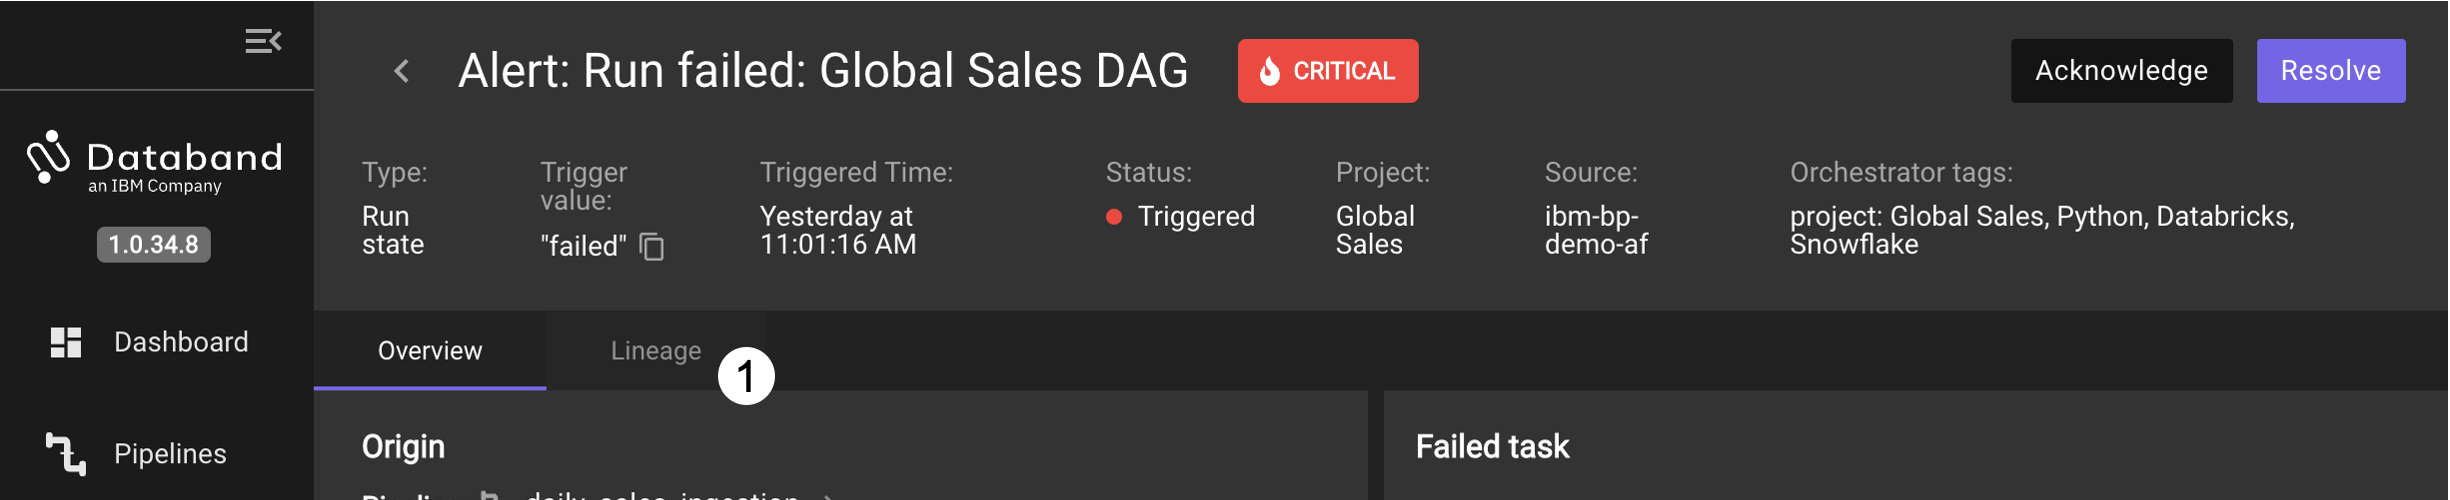 Alert: Run failed: Global Sales DAG
CRITICAL
Acknowledge
Resolve
Databand
an IBM Company
1.0.34.8
Dashboard
Pipelines
Type:
Run
state
Trigger
value:
"failed"
Triggered Time:
Yesterday at
11:01:16 AM
Status:
Triggered
Project:
Global
Sales
Source:
ibm-bp-
demo-af
Orchestrator tags:
project: Global Sales, Python, Databricks,
Snowflake
Overview
Lineage
1
Origin
Failed task
daily_sales_ingestion